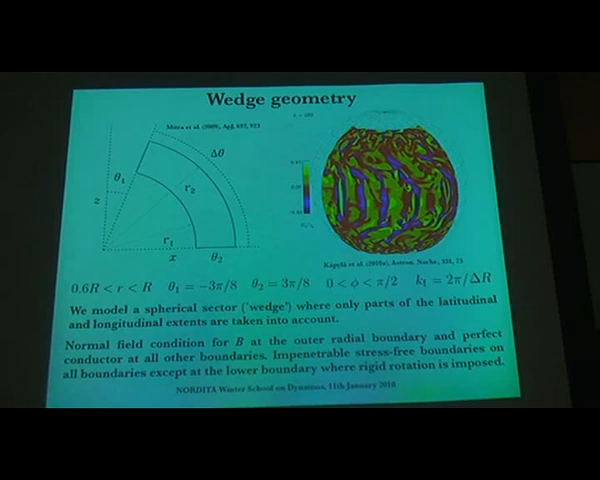 Wedge geometry
Mitra et al. (2009), ApJ, 697, 923
Δθ
θ₁
r₂
z
r₁
x
θ₂
Käpylä et al. (2010a), Astron. Nachr., 331, 73
0.6R < r < R θ₁ = −3π/8 θ₂ = 3π/8 0 < ϕ < π/2 k_f = 2π/ΔR
We model a spherical sector ('wedge') where only parts of the latitudinal
and longitudinal extents are taken into account.
Normal field condition for B at the outer radial boundary and perfect
conductor at all other boundaries. Impenetrable stress-free boundaries on
all boundaries except at the lower boundary where rigid rotation is imposed.
NORDITA Winter School on Dynamos, 11th January 2010